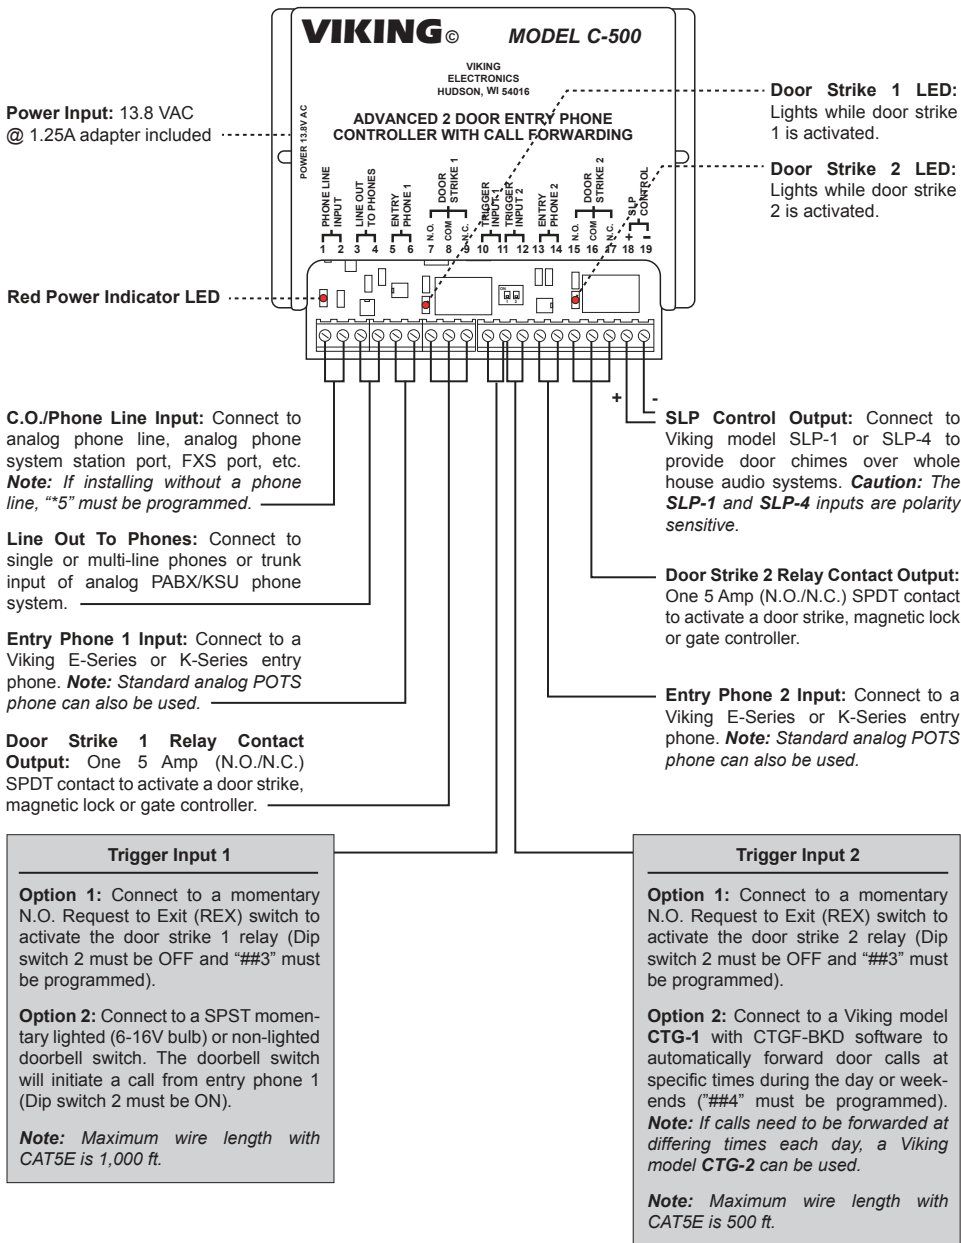 VIKING©
MODEL C-500
VIKING
ELECTRONICS
HUDSON, WI 54016
ADVANCED 2 DOOR ENTRY PHONE
CONTROLLER WITH CALL FORWARDING
POWER 13.8V AC
PHONE LINE
INPUT
LINE OUT
TO PHONES
ENTRY
PHONE 1
DOOR
STRIKE 1
N.O.
COM
N.C.
TRIGGER
INPUT 1
TRIGGER
INPUT 2
ENTRY
PHONE 2
DOOR
STRIKE 2
N.O.
COM
N.C.
SLP
CONTROL
+ -
1 2 3 4 5 6 7 8 9 10 11 12 13 14 15 16 17 18 19
ON
1 2
Power Input: 13.8 VAC
@ 1.25A adapter included
Red Power Indicator LED
Door Strike 1 LED:
Lights while door strike
1 is activated.
Door Strike 2 LED:
Lights while door strike
2 is activated.
+ -
C.O./Phone Line Input: Connect to
analog phone line, analog phone
system station port, FXS port, etc.
Note: If installing without a phone
line, “*5” must be programmed.
Line Out To Phones: Connect to
single or multi-line phones or trunk
input of analog PABX/KSU phone
system.
Entry Phone 1 Input: Connect to a
Viking E-Series or K-Series entry
phone. Note: Standard analog POTS
phone can also be used.
Door Strike 1 Relay Contact
Output: One 5 Amp (N.O./N.C.)
SPDT contact to activate a door strike,
magnetic lock or gate controller.
SLP Control Output: Connect to
Viking model SLP-1 or SLP-4 to
provide door chimes over whole
house audio systems. Caution: The
SLP-1 and SLP-4 inputs are polarity
sensitive.
Door Strike 2 Relay Contact Output:
One 5 Amp (N.O./N.C.) SPDT contact
to activate a door strike, magnetic lock
or gate controller.
Entry Phone 2 Input: Connect to a
Viking E-Series or K-Series entry
phone. Note: Standard analog POTS
phone can also be used.
Trigger Input 1
Option 1: Connect to a momentary
N.O. Request to Exit (REX) switch to
activate the door strike 1 relay (Dip
switch 2 must be OFF and “##3” must
be programmed).
Option 2: Connect to a SPST momen-
tary lighted (6-16V bulb) or non-lighted
doorbell switch. The doorbell switch
will initiate a call from entry phone 1
(Dip switch 2 must be ON).
Note: Maximum wire length with
CAT5E is 1,000 ft.
Trigger Input 2
Option 1: Connect to a momentary
N.O. Request to Exit (REX) switch to
activate the door strike 2 relay (Dip
switch 2 must be OFF and “##3” must
be programmed).
Option 2: Connect to a Viking model
CTG-1 with CTGF-BKD software to
automatically forward door calls at
specific times during the day or week-
ends ("##4” must be programmed).
Note: If calls need to be forwarded at
differing times each day, a Viking
model CTG-2 can be used.
Note: Maximum wire length with
CAT5E is 500 ft.